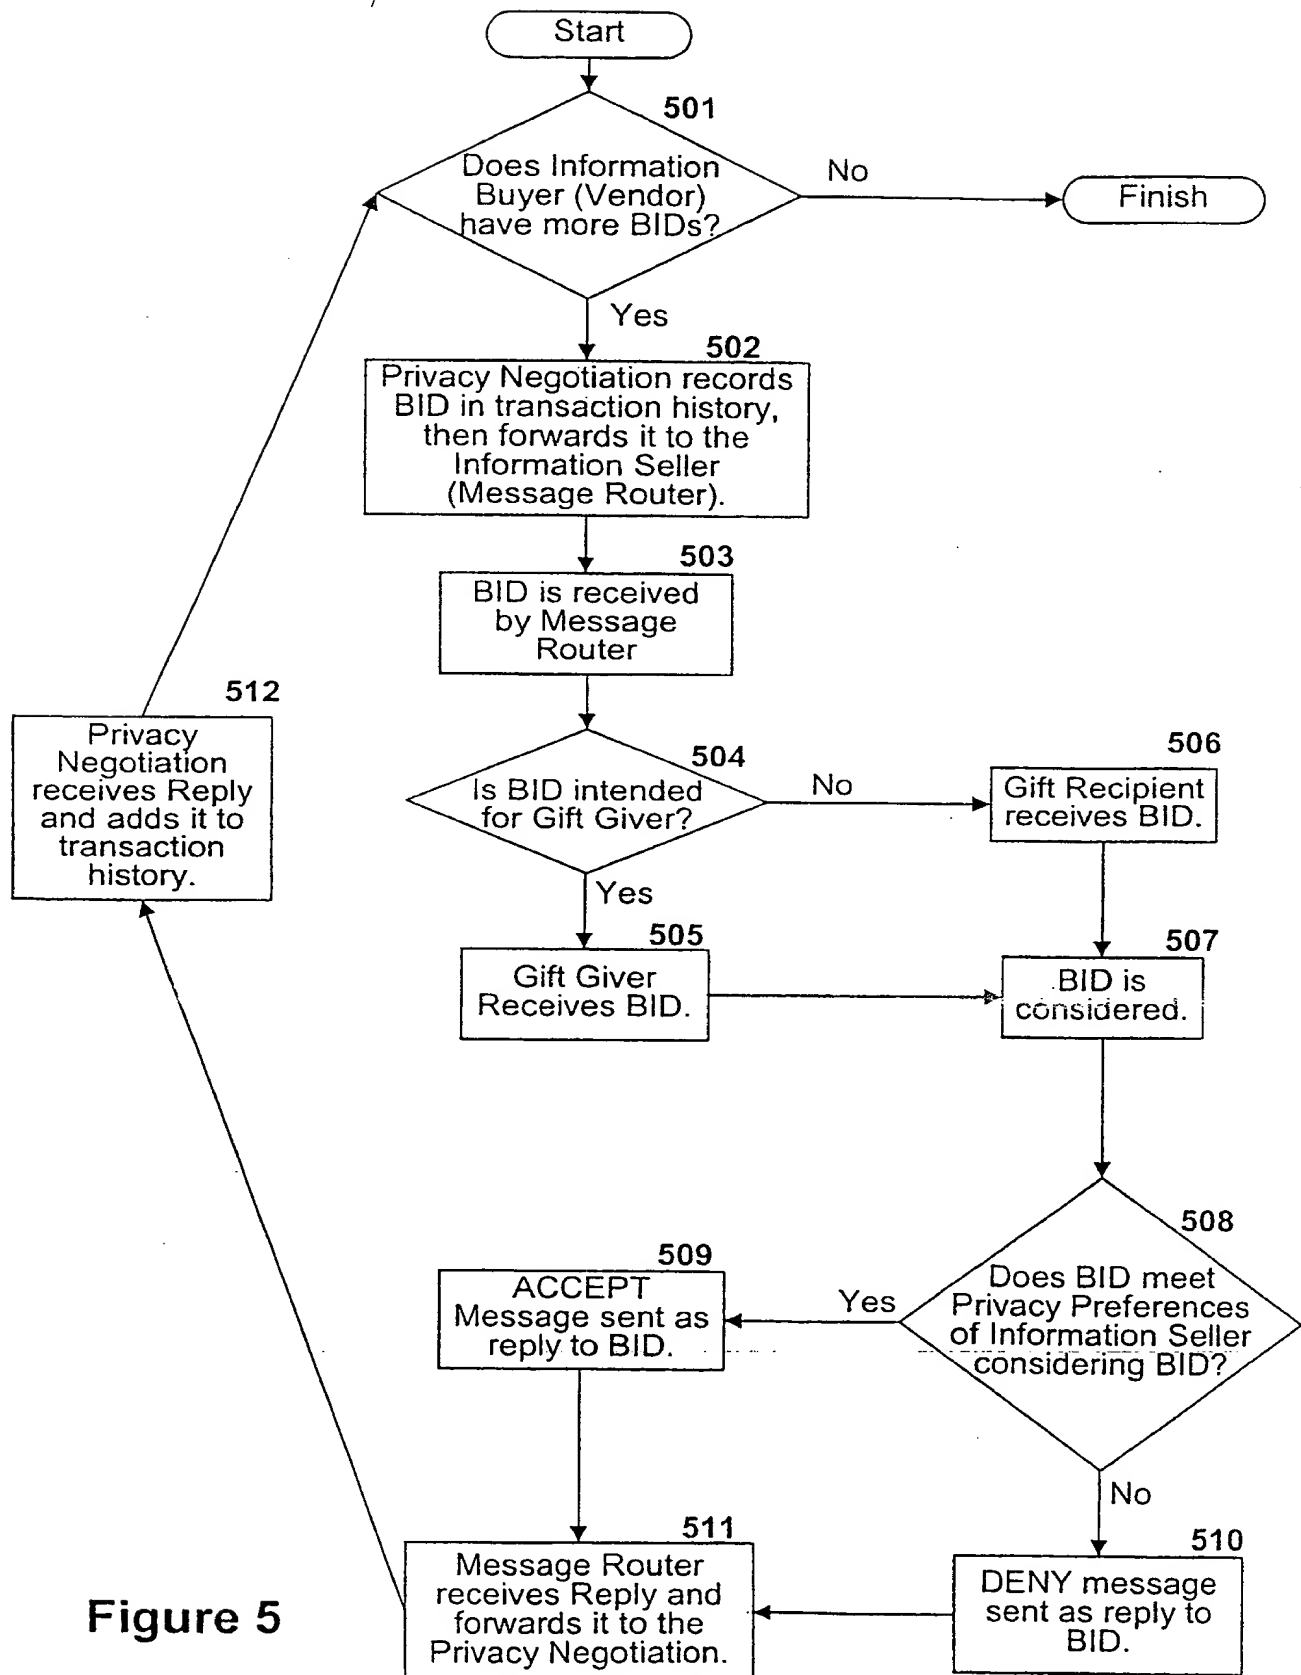 Start
501
Does Information
Buyer (Vendor)
have more BIDs?
No
Finish
Yes
502
Privacy Negotiation records
BID in transaction history,
then forwards it to the
Information Seller
(Message Router).
503
BID is received
by Message
Router
512
Privacy
Negotiation
receives Reply
and adds it to
transaction
history.
504
Is BID intended
for Gift Giver?
No
506
Gift Recipient
receives BID.
Yes
505
Gift Giver
Receives BID.
507
BID is
considered.
508
Does BID meet
Privacy Preferences
of Information Seller
considering BID?
Yes
509
ACCEPT
Message sent as
reply to BID.
No
510
DENY message
sent as reply to
BID.
511
Message Router
receives Reply and
forwards it to the
Privacy Negotiation.
Figure 5